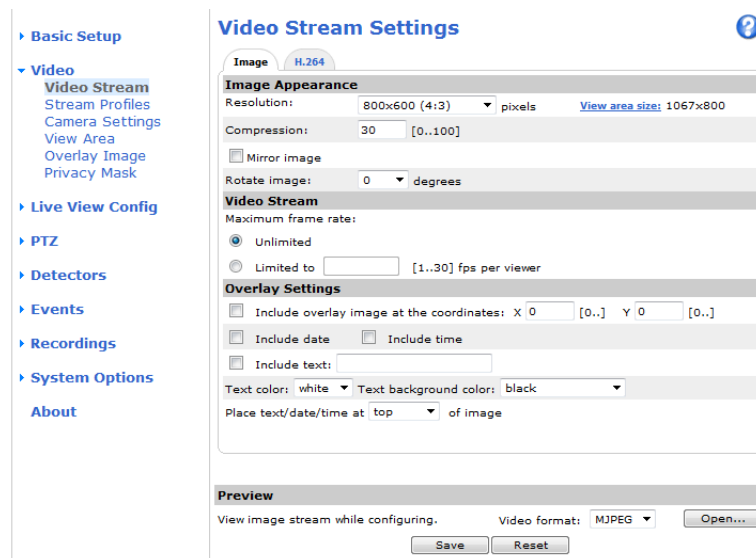 Basic Setup
Video
Video Stream
Stream Profiles
Camera Settings
View Area
Overlay Image
Privacy Mask
Live View Config
PTZ
Detectors
Events
Recordings
System Options
About
Video Stream Settings
?
Image
H.264
Image Appearance
Resolution: 800x600 (4:3) pixels View area size: 1067x800
Compression: 30 [0..100]
Mirror image
Rotate image: 0 degrees
Video Stream
Maximum frame rate:
Unlimited
Limited to [1..30] fps per viewer
Overlay Settings
Include overlay image at the coordinates: X 0 [0..] Y 0 [0..]
Include date Include time
Include text:
Text color: white Text background color: black
Place text/date/time at top of image
Preview
View image stream while configuring. Video format: MJPEG Open...
Save Reset